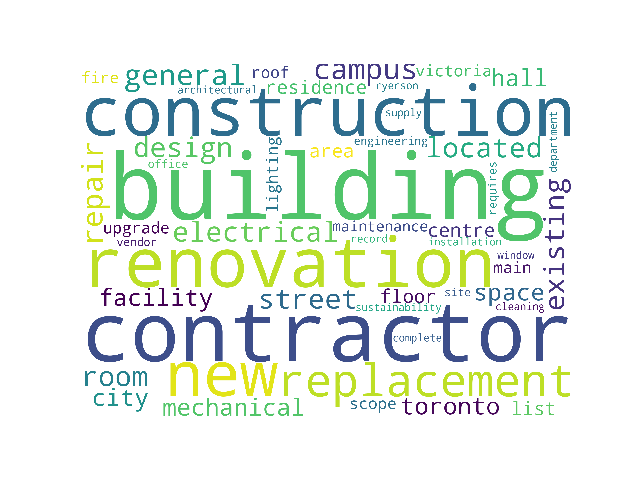 fire general roof campus victoria hall
architectural residence ryerson
construction
supply
repair design lighting area engineering located department
office
building
requires
existing
upgrade electrical maintenance centre
vendor record installation
renovation window
main
facility street floor site space
sustainability cleaning
contractor
complete
room new replacement
city mechanical scope toronto list